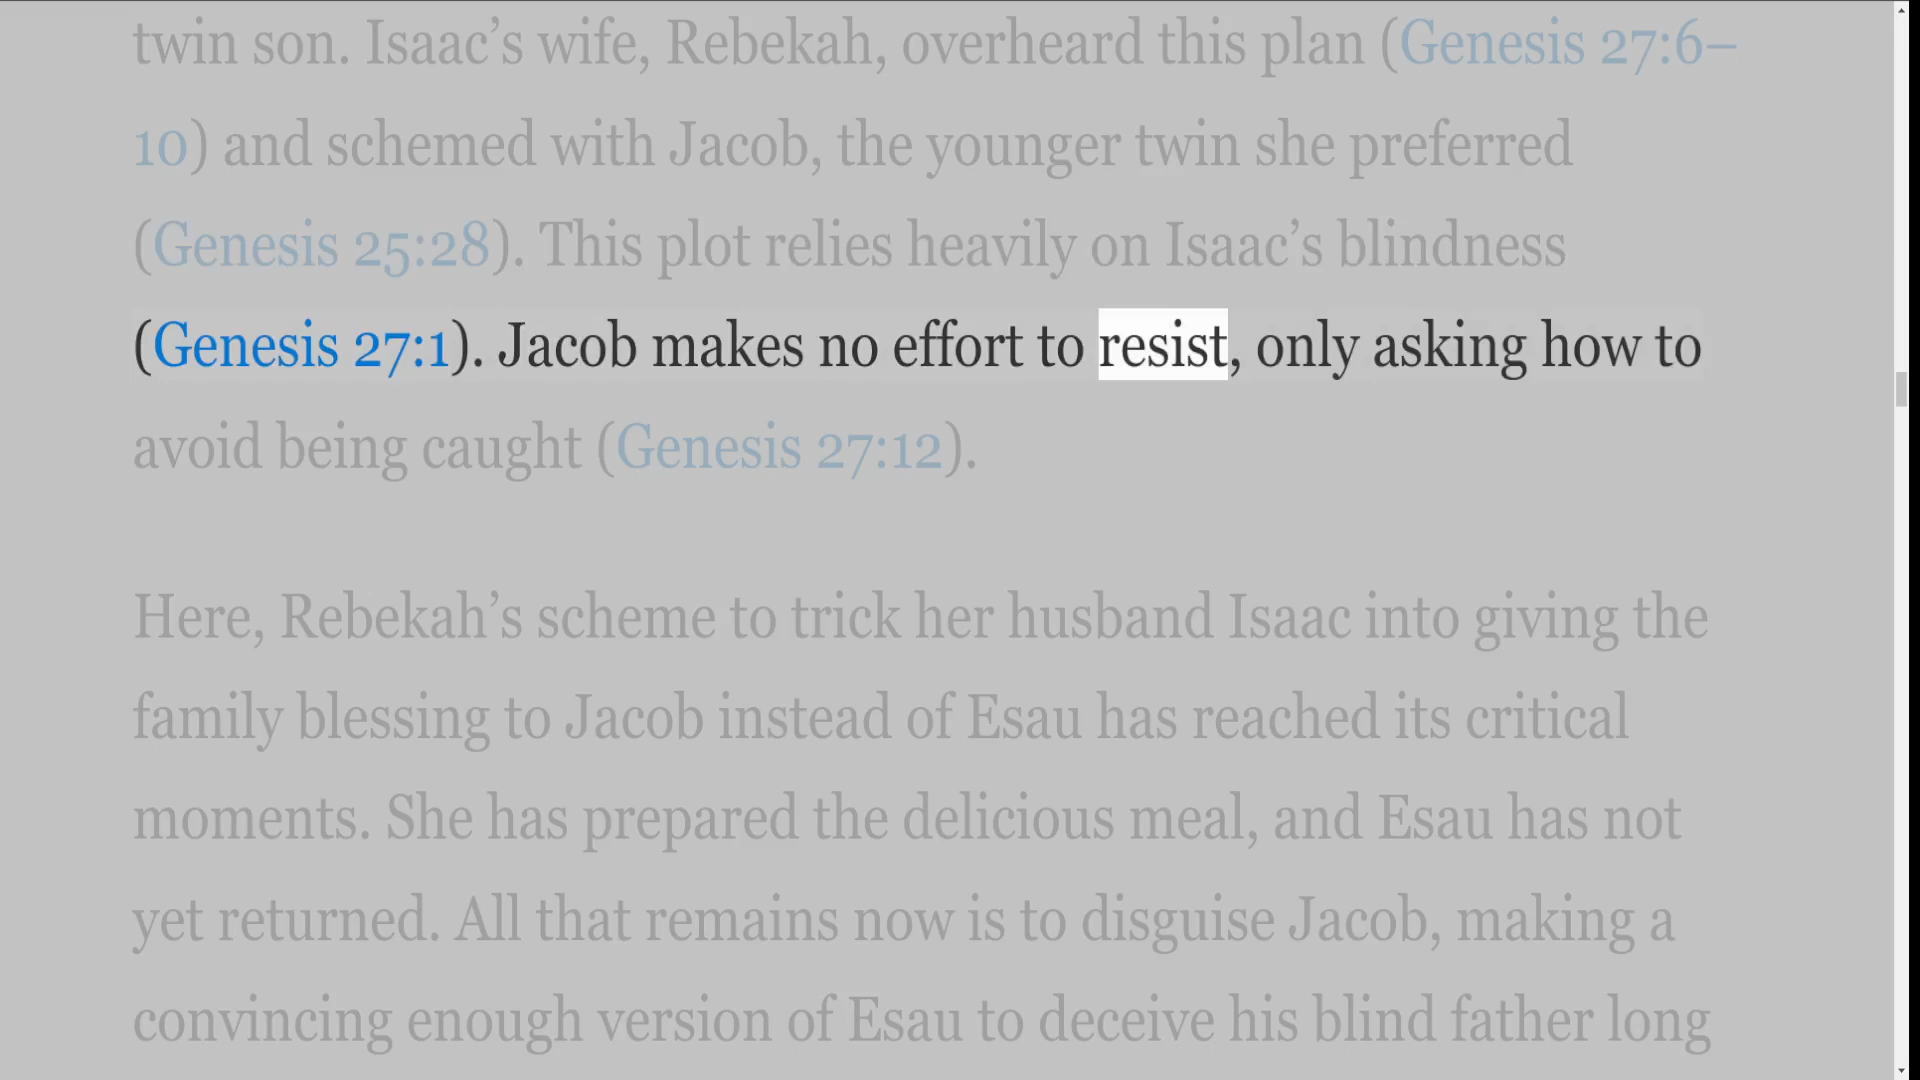 twin son. Isaac’s wife, Rebekah, overheard this plan (Genesis 27:6–
10) and schemed with Jacob, the younger twin she preferred
(Genesis 25:28). This plot relies heavily on Isaac’s blindness
(Genesis 27:1). Jacob makes no effort to resist, only asking how to
avoid being caught (Genesis 27:12).
Here, Rebekah’s scheme to trick her husband Isaac into giving the
family blessing to Jacob instead of Esau has reached its critical
moments. She has prepared the delicious meal, and Esau has not
yet returned. All that remains now is to disguise Jacob, making a
convincing enough version of Esau to deceive his blind father long